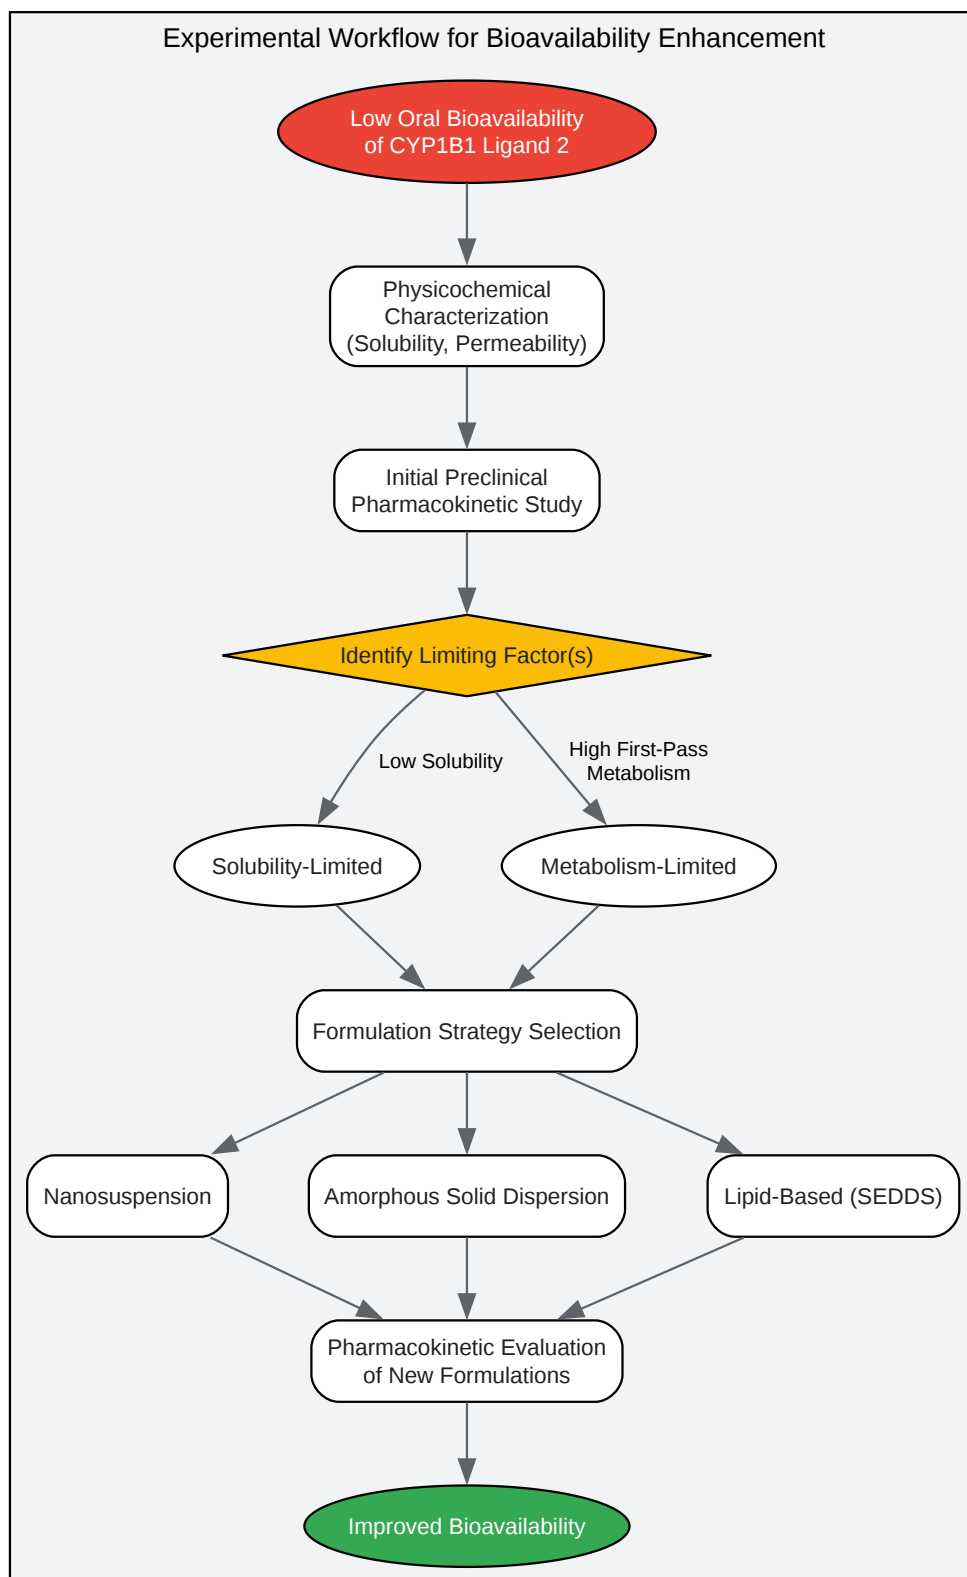 Experimental Workflow for Bioavailability Enhancement
Low Oral Bioavailability
of CYP1B1 Ligand 2
Physicochemical
Characterization
(Solubility, Permeability)
Initial Preclinical
Pharmacokinetic Study
Identify Limiting Factor(s)
Low Solubility
High First-Pass
Metabolism
Solubility-Limited
Metabolism-Limited
Formulation Strategy Selection
Nanosuspension
Amorphous Solid Dispersion
Lipid-Based (SEDDS)
Pharmacokinetic Evaluation
of New Formulations
Improved Bioavailability